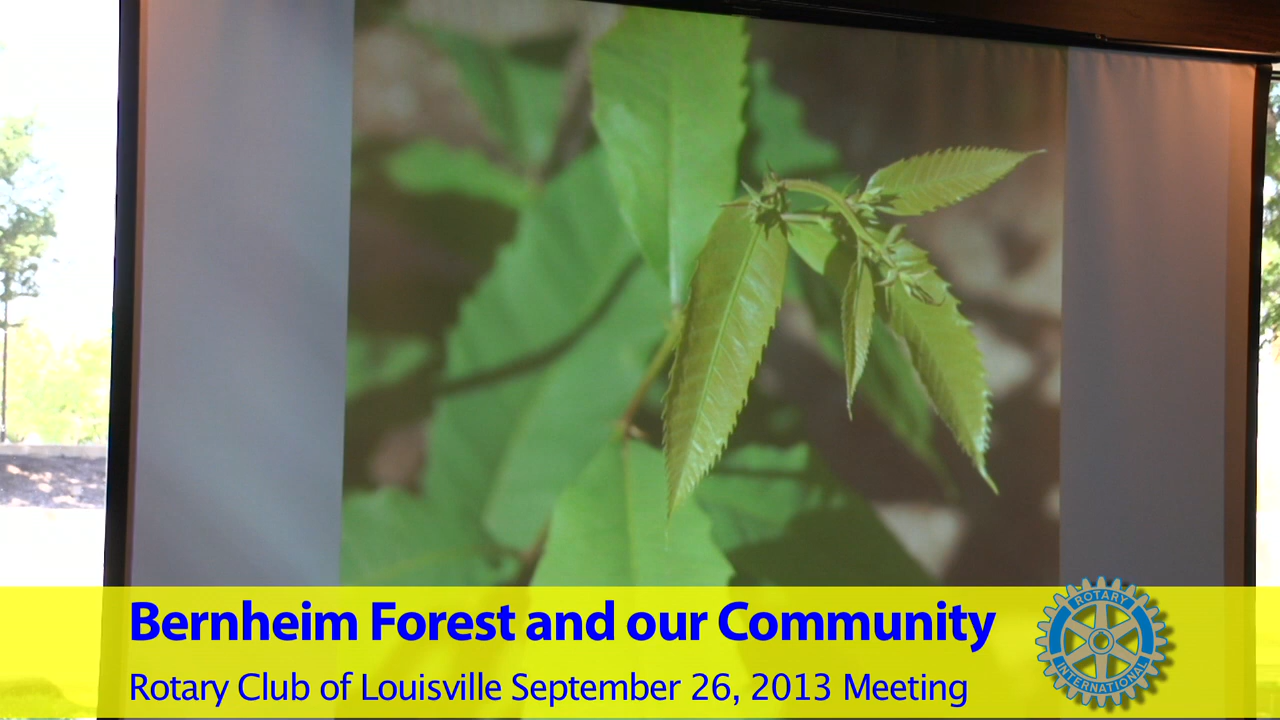 Bernheim Forest and our Community
Rotary Club of Louisville September 26, 2013 Meeting
ROTARY
INTERNATIONAL